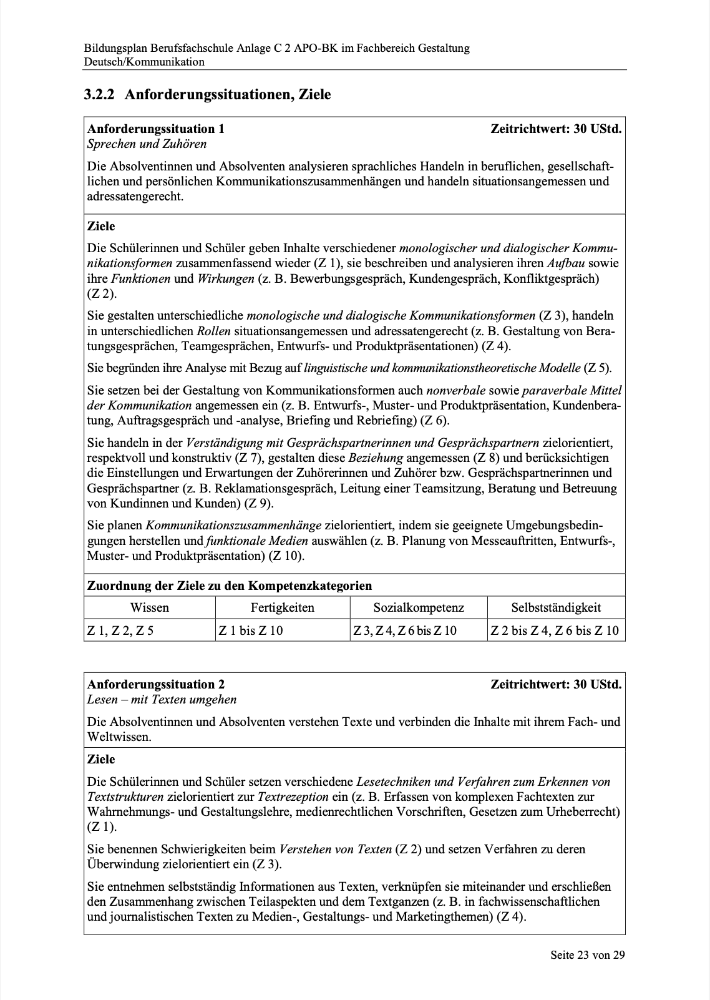 Bildungsplan Berufsfachschule Anlage C 2 APO-BK im Fachbereich Gestaltung
Deutsch/Kommunikation
3.2.2 Anforderungssituationen, Ziele
Anforderungssituation 1 Zeitrichtwert: 30 UStd.
Sprechen und Zuhören
Die Absolventinnen und Absolventen analysieren sprachliches Handeln in beruflichen, gesellschaft-
lichen und persönlichen Kommunikationszusammenhängen und handeln situationsangemessen und
adressatengerecht.
Ziele
Die Schülerinnen und Schüler geben Inhalte verschiedener monologischer und dialogischer Kommu-
nikationsformen zusammenfassend wieder (Z 1), sie beschreiben und analysieren ihren Aufbau sowie
ihre Funktionen und Wirkungen (z. B. Bewerbungsgespräch, Kundengespräch, Konfliktgespräch)
(Z 2).
Sie gestalten unterschiedliche monologische und dialogische Kommunikationsformen (Z 3), handeln
in unterschiedlichen Rollen situationsangemessen und adressatengerecht (z. B. Gestaltung von Bera-
tungsgesprächen, Teamgesprächen, Entwurfs- und Produktpräsentationen) (Z 4).
Sie begründen ihre Analyse mit Bezug auf linguistische und kommunikationstheoretische Modelle (Z 5).
Sie setzen bei der Gestaltung von Kommunikationsformen auch nonverbale sowie paraverbale Mittel
der Kommunikation angemessen ein (z. B. Entwurfs-, Muster- und Produktpräsentation, Kundenbera-
tung, Auftragsgespräch und -analyse, Briefing und Rebriefing) (Z 6).
Sie handeln in der Verständigung mit Gesprächspartnerinnen und Gesprächspartnern zielorientiert,
respektvoll und konstruktiv (Z 7), gestalten diese Beziehung angemessen (Z 8) und berücksichtigen
die Einstellungen und Erwartungen der Zuhörerinnen und Zuhörer bzw. Gesprächspartnerinnen und
Gesprächspartner (z. B. Reklamationsgespräch, Leitung einer Teamsitzung, Beratung und Betreuung
von Kundinnen und Kunden) (Z 9).
Sie planen Kommunikationszusammenhänge zielorientiert, indem sie geeignete Umgebungsbedin-
gungen herstellen und funktionale Medien auswählen (z. B. Planung von Messeauftritten, Entwurfs-,
Muster- und Produktpräsentation) (Z 10).
Zuordnung der Ziele zu den Kompetenzkategorien
Wissen Fertigkeiten Sozialkompetenz Selbstständigkeit
Z 1, Z 2, Z 5 Z 1 bis Z 10 Z 3, Z 4, Z 6 bis Z 10 Z 2 bis Z 4, Z 6 bis Z 10
Anforderungssituation 2 Zeitrichtwert: 30 UStd.
Lesen – mit Texten umgehen
Die Absolventinnen und Absolventen verstehen Texte und verbinden die Inhalte mit ihrem Fach- und
Weltwissen.
Ziele
Die Schülerinnen und Schüler setzen verschiedene Lesetechniken und Verfahren zum Erkennen von
Textstrukturen zielorientiert zur Textrezeption ein (z. B. Erfassen von komplexen Fachtexten zur
Wahrnehmungs- und Gestaltungslehre, medienrechtlichen Vorschriften, Gesetzen zum Urheberrecht)
(Z 1).
Sie benennen Schwierigkeiten beim Verstehen von Texten (Z 2) und setzen Verfahren zu deren
Überwindung zielorientiert ein (Z 3).
Sie entnehmen selbstständig Informationen aus Texten, verknüpfen sie miteinander und erschließen
den Zusammenhang zwischen Teilaspekten und dem Textganzen (z. B. in fachwissenschaftlichen
und journalistischen Texten zu Medien-, Gestaltungs- und Marketingthemen) (Z 4).
Seite 23 von 29